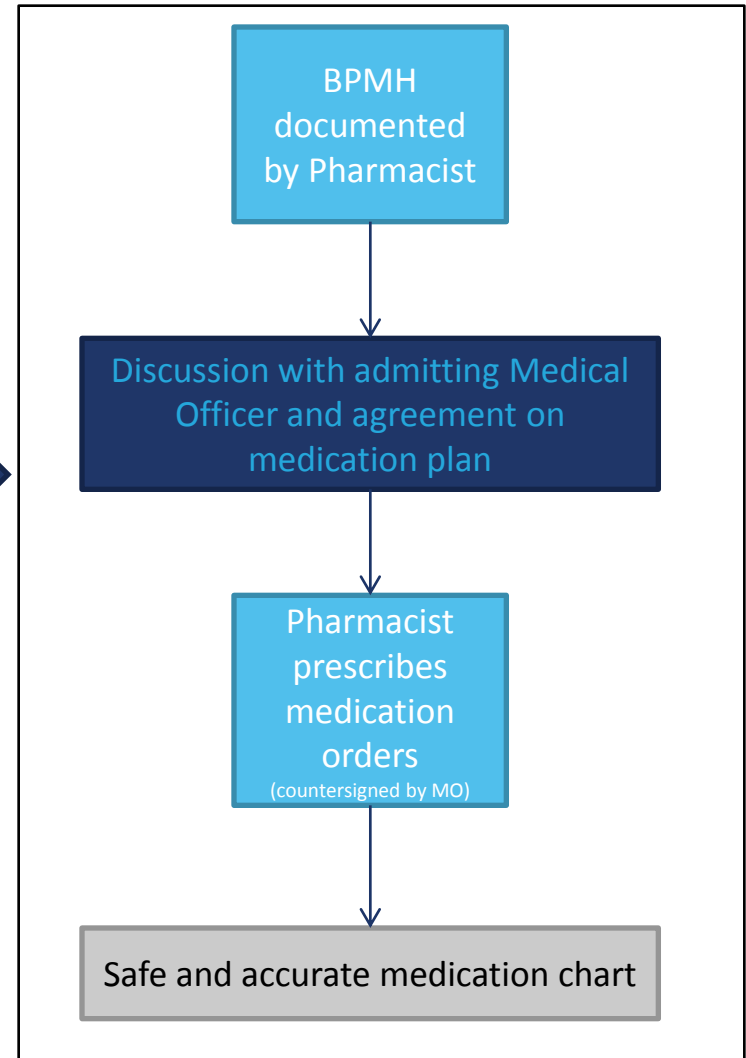 BPMH
documented
by Pharmacist
Discussion with admitting Medical
Officer and agreement on
medication plan
Pharmacist
prescribes
medication
orders
(countersigned by MO)
Safe and accurate medication chart